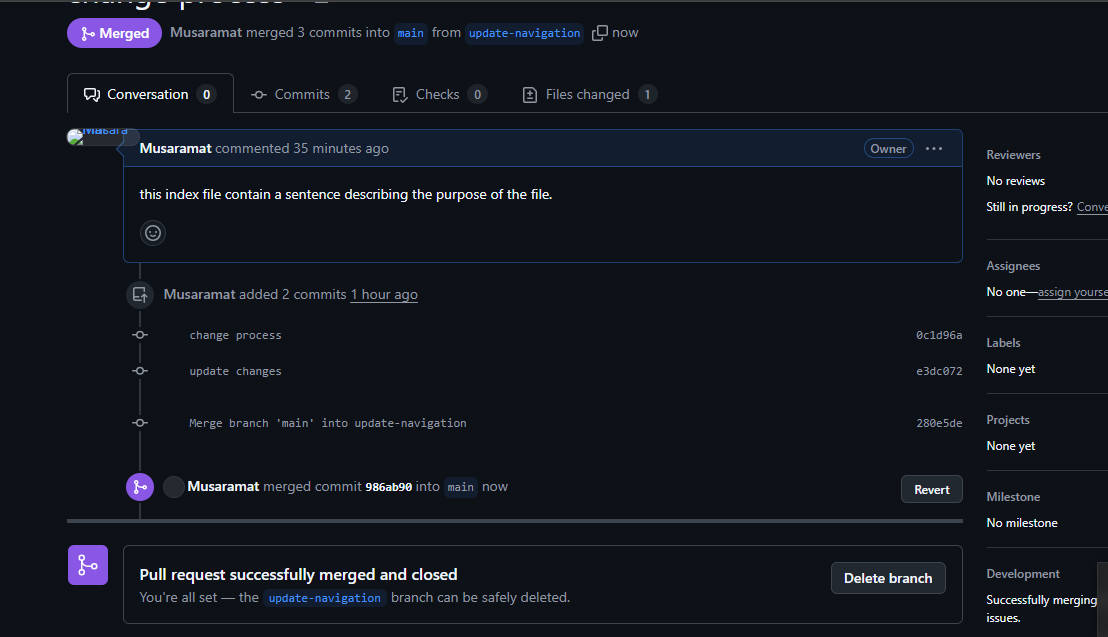 change process
Merged Musaramat merged 3 commits into main from update-navigation now
Conversation 0 Commits 2 Checks 0 Files changed 1
Musaramat commented 35 minutes ago Owner
this index file contain a sentence describing the purpose of the file.
Musaramat added 2 commits 1 hour ago
change process 0c1d96a
update changes e3dc072
Merge branch 'main' into update-navigation 280e5de
Musaramat merged commit 986ab90 into main now Revert
Pull request successfully merged and closed
You're all set — the update-navigation branch can be safely deleted.
Delete branch
Reviewers
No reviews
Still in progress? Conve
Assignees
No one—assign yourse
Labels
None yet
Projects
None yet
Milestone
No milestone
Development
Successfully merging
issues.